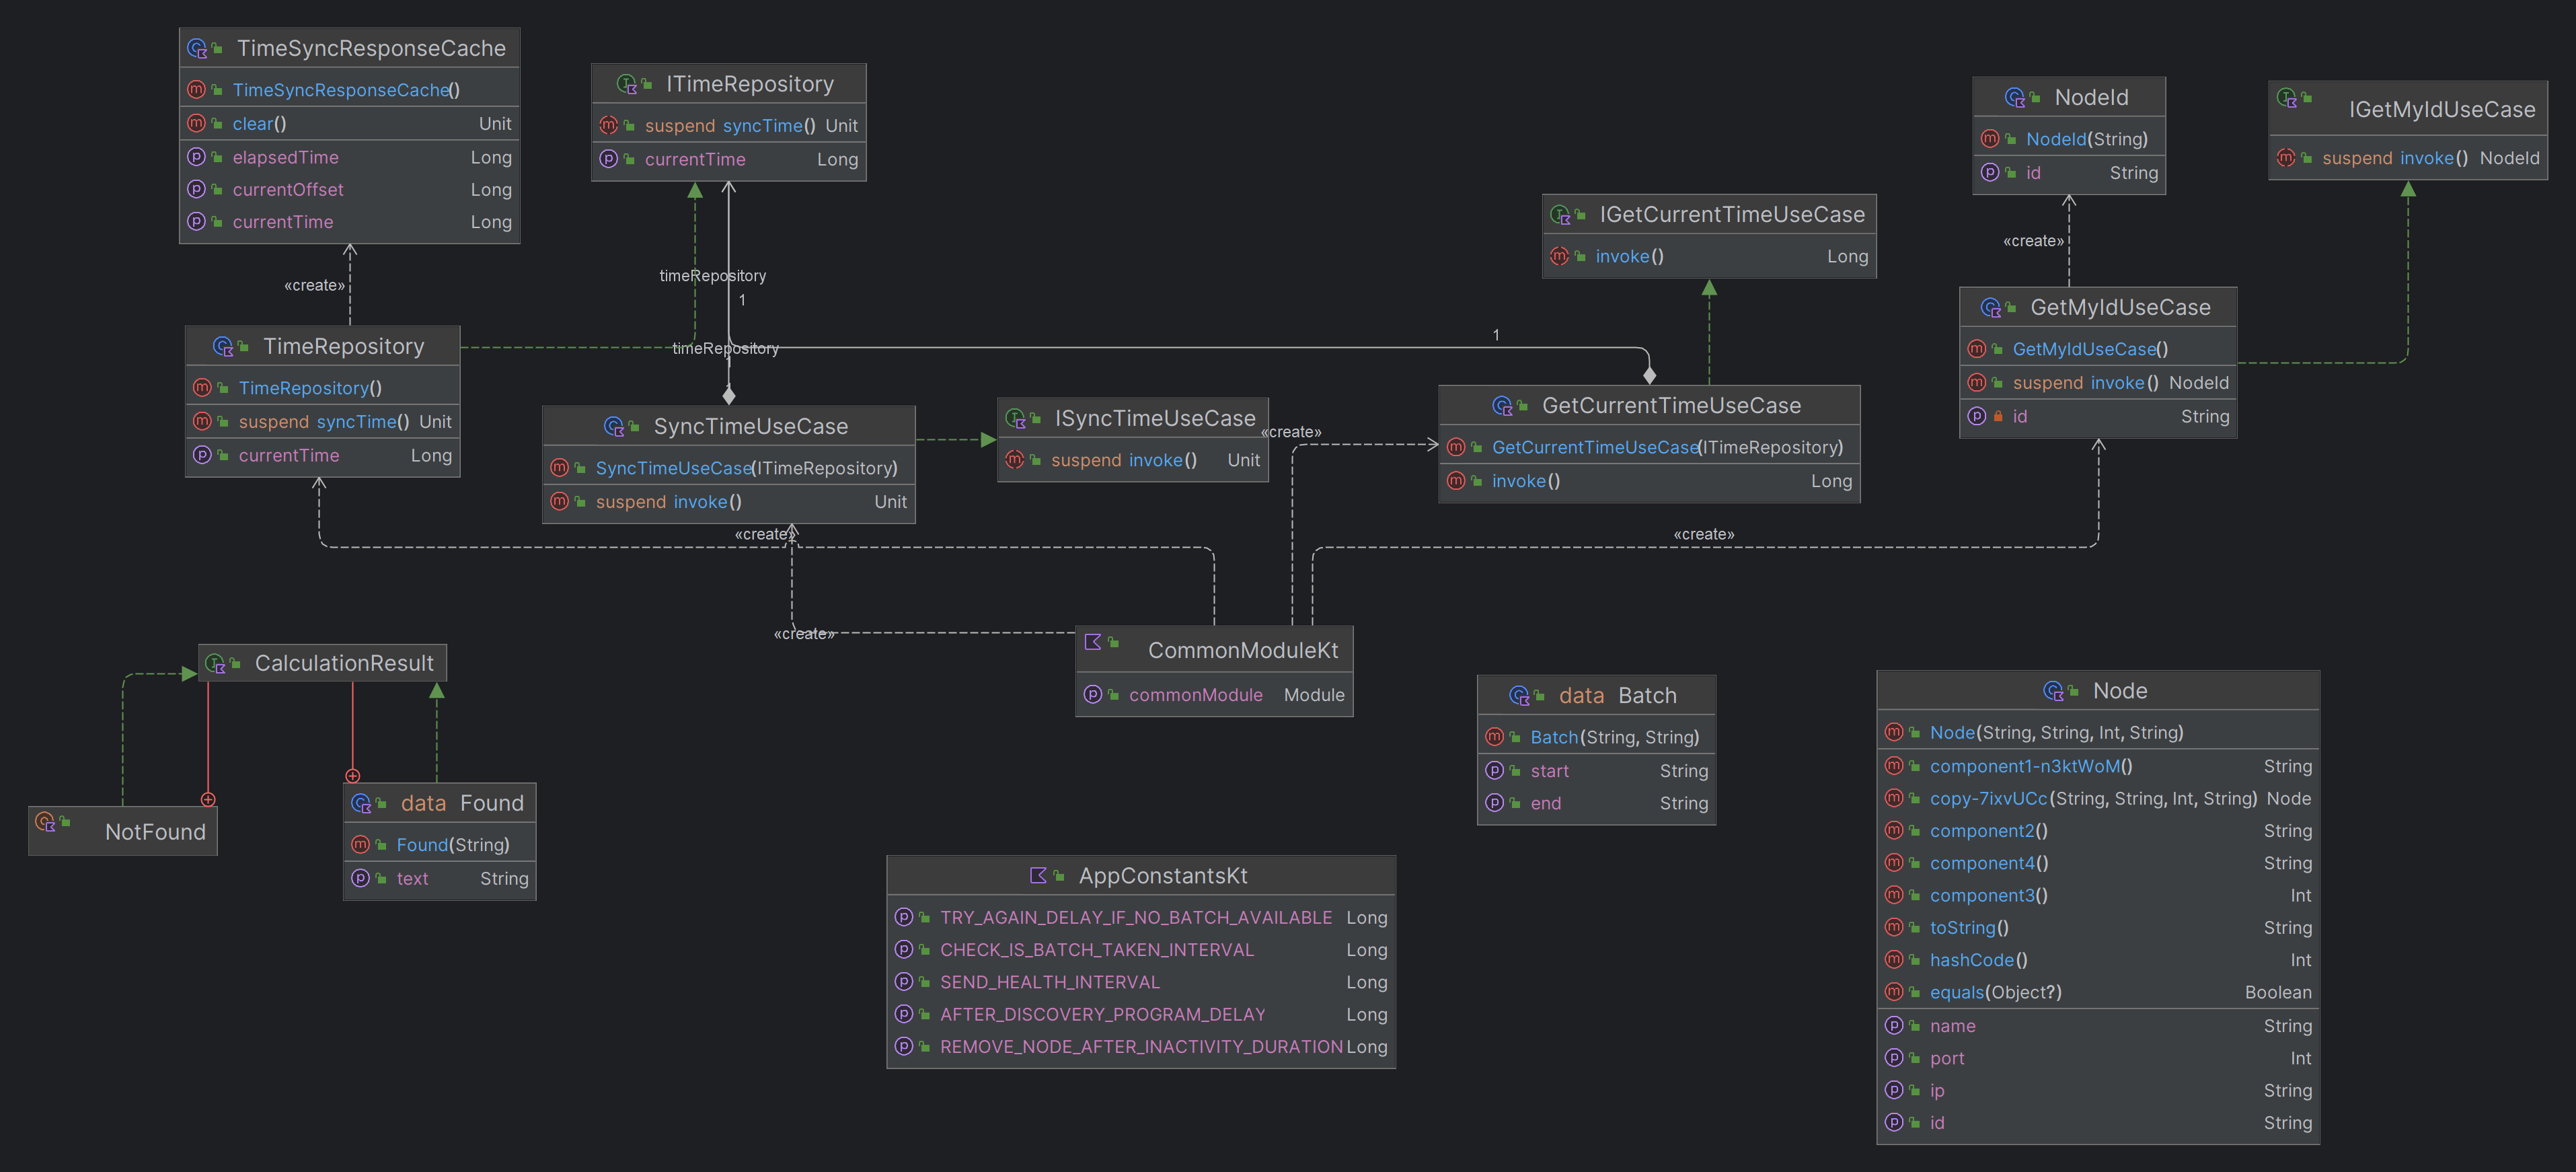 TimeSyncResponseCache
TimeSyncResponseCache()
clear() Unit
elapsedTime Long
currentOffset Long
currentTime Long
ITimeRepository
suspend syncTime() Unit
currentTime Long
NodeId
NodeId(String)
id String
IGetMyIdUseCase
suspend invoke() NodeId
IGetCurrentTimeUseCase
invoke() Long
«create»
timeRepository
1
«create»
TimeRepository
TimeRepository()
suspend syncTime() Unit
currentTime Long
timeRepository
1
1
GetMyIdUseCase
GetMyIdUseCase()
suspend invoke() NodeId
id String
SyncTimeUseCase
SyncTimeUseCase(ITimeRepository)
suspend invoke() Unit
ISyncTimeUseCase
suspend invoke() Unit
«create»
GetCurrentTimeUseCase
GetCurrentTimeUseCase(ITimeRepository)
invoke() Long
«create»
«create»
«create»
CommonModuleKt
commonModule Module
CalculationResult
NotFound
data Found
Found(String)
text String
data Batch
Batch(String, String)
start String
end String
AppConstantsKt
TRY_AGAIN_DELAY_IF_NO_BATCH_AVAILABLE Long
CHECK_IS_BATCH_TAKEN_INTERVAL Long
SEND_HEALTH_INTERVAL Long
AFTER_DISCOVERY_PROGRAM_DELAY Long
REMOVE_NODE_AFTER_INACTIVITY_DURATION Long
Node
Node(String, String, Int, String)
component1-n3ktWoM() String
copy-7ixvUCc(String, String, Int, String) Node
component2() String
component4() String
component3() Int
toString() String
hashCode() Int
equals(Object?) Boolean
name String
port Int
ip String
id String